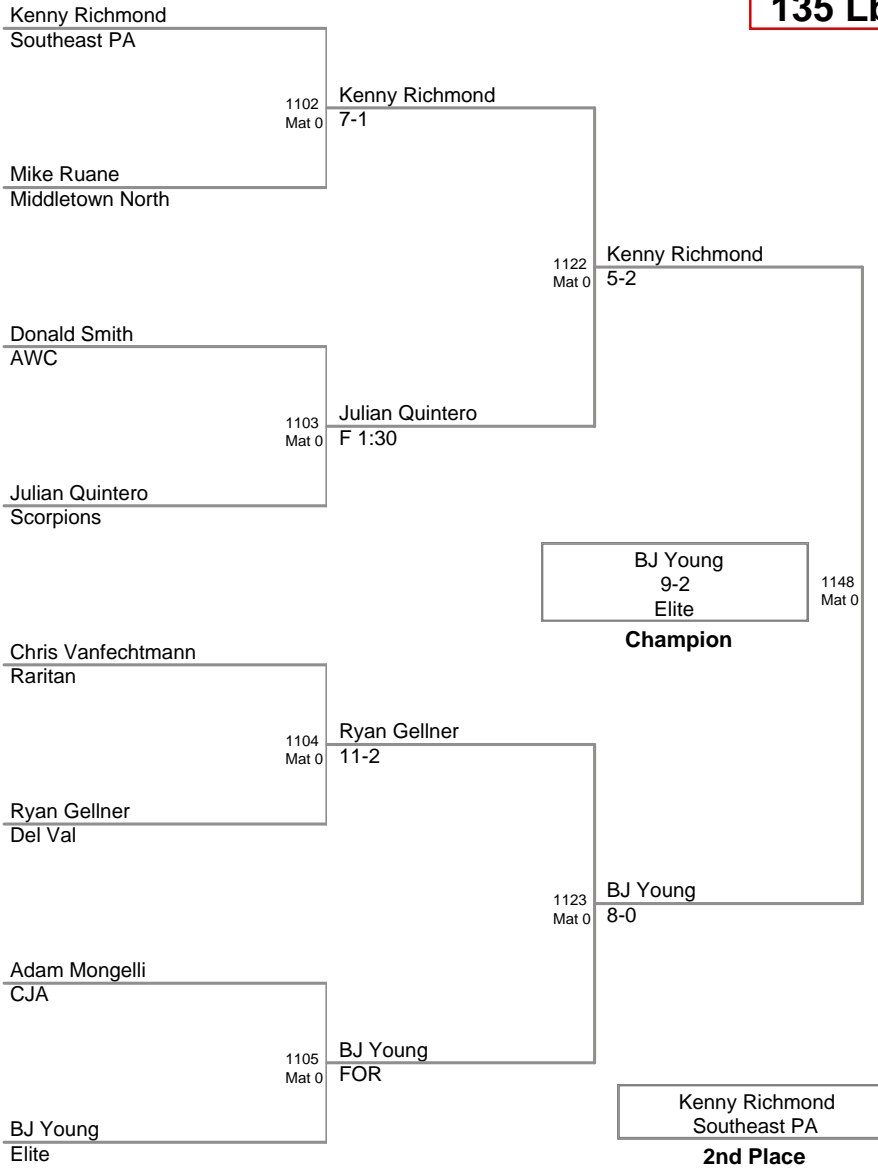 135 Lb
Kenny Richmond
Southeast PA
1102
Mat 0
Kenny Richmond
7-1
Mike Ruane
Middletown North
1122
Mat 0
Kenny Richmond
5-2
Donald Smith
AWC
1103
Mat 0
Julian Quintero
F 1:30
Julian Quintero
Scorpions
BJ Young
9-2
Elite
Champion
1148
Mat 0
Chris Vanfechtmann
Raritan
1104
Mat 0
Ryan Gellner
11-2
Ryan Gellner
Del Val
1123
Mat 0
BJ Young
8-0
Adam Mongelli
CJA
1105
Mat 0
BJ Young
FOR
BJ Young
Elite
Kenny Richmond
Southeast PA
2nd Place